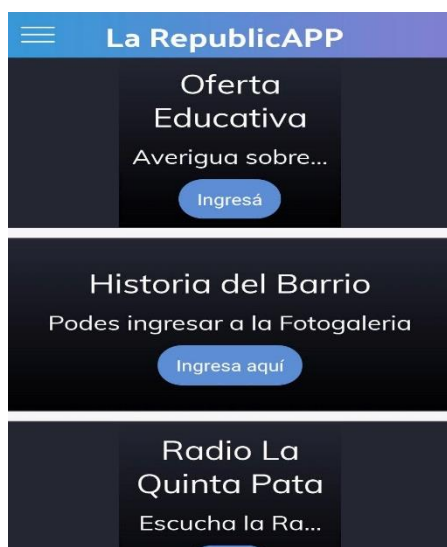 La RepublicAPP
Oferta
Educativa
Averigua sobre...
Ingresá
Historia del Barrio
Podes ingresar a la Fotogaleria
Ingresa aquí
Radio La
Quinta Pata
Escucha la Ra...